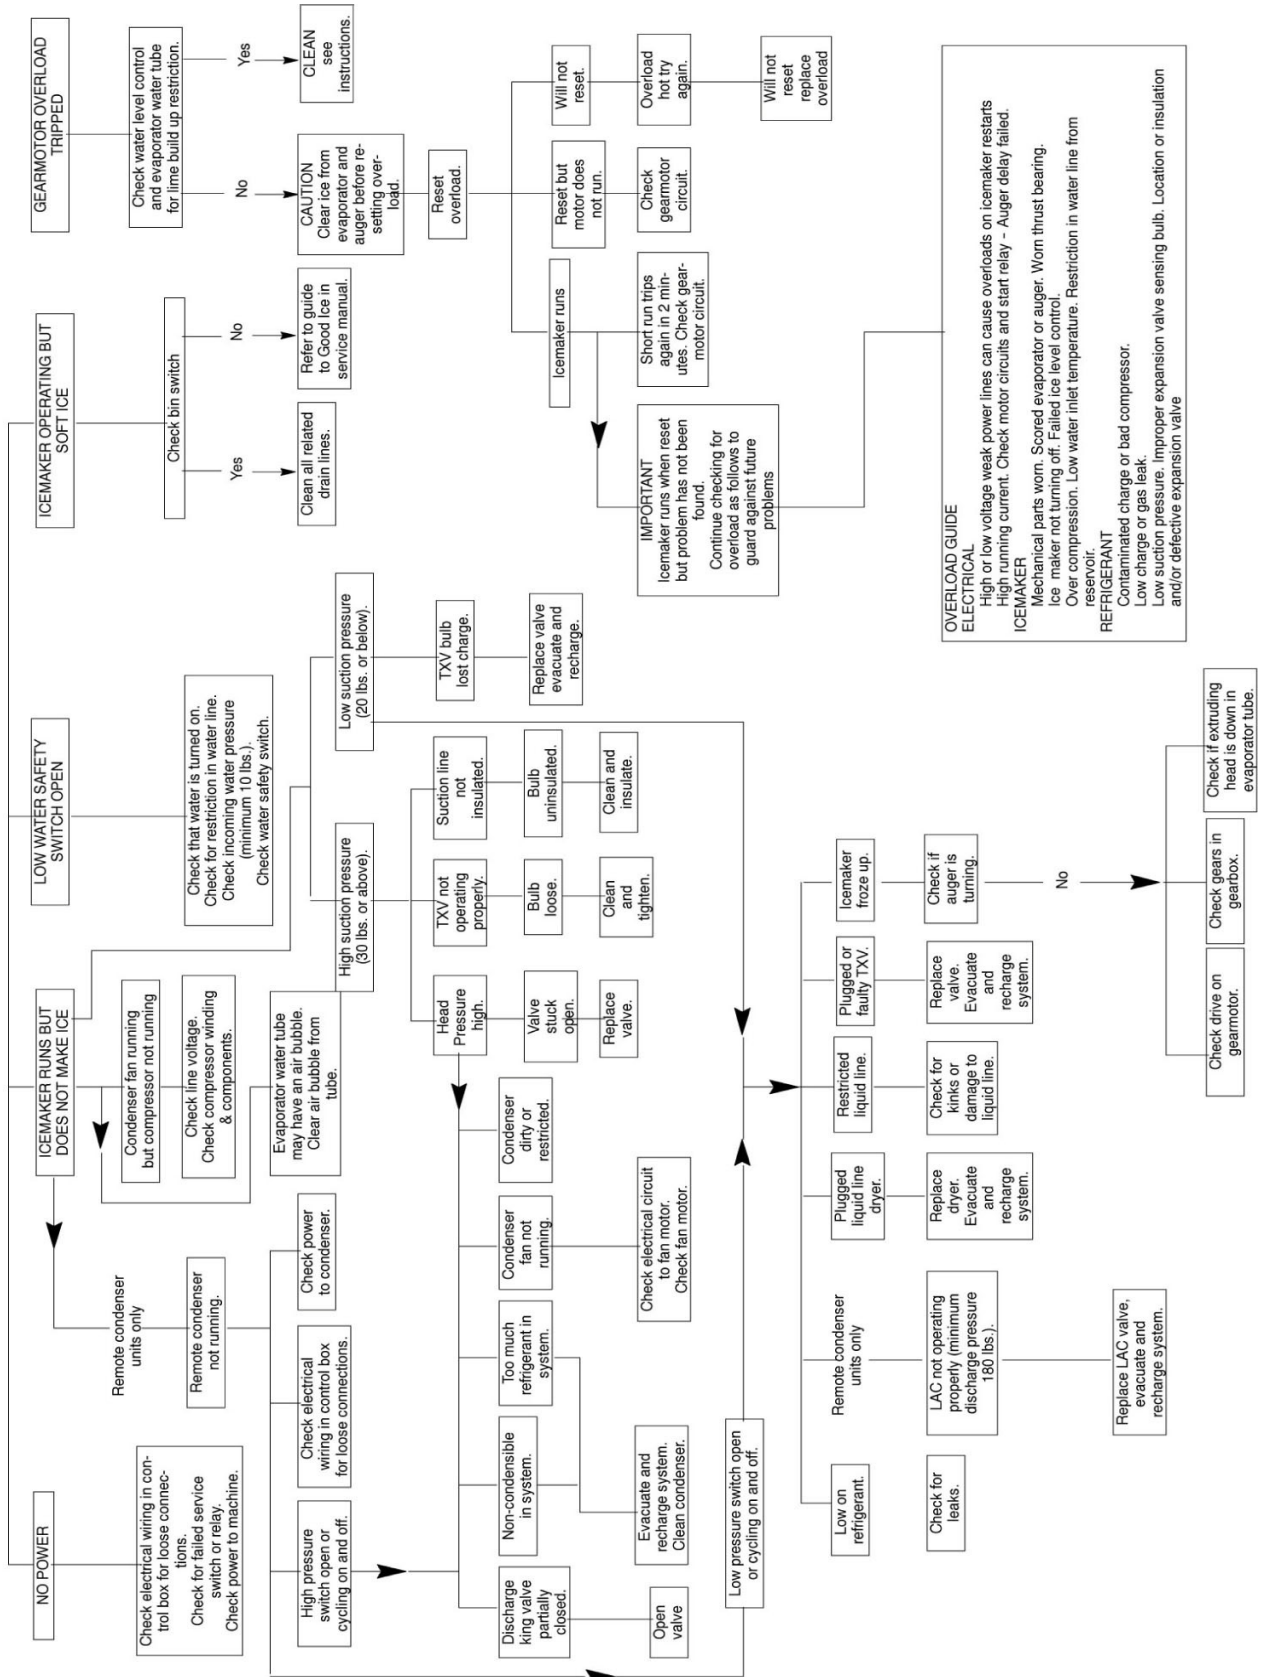 NO POWER
Check electrical wiring in con-
trol box for loose connec-
tions.
Check for failed service
switch or relay.
Check power to machine.
ICEMAKER RUNS BUT
DOES NOT MAKE ICE
Remote condenser
units only
Remote condenser
not running.
Condenser fan running
but compressor not running
Check line voltage.
Check compressor winding
& components.
Evaporator water tube
may have an air bubble.
Clear air bubble from
tube.
High pressure
switch open or
cycling on and off.
Check electrical
wiring in control box
for loose connections.
Check power
to condenser.
High suction pressure
(30 lbs. or above).
Low suction pressure
(20 lbs. or below).
Head
Pressure
high.
Valve
stuck
open.
Replace
valve.
TXV not
operating
properly.
Bulb
loose.
Clean
and
tighten.
Suction line
not
insulated.
Bulb
uninsulated.
Clean and
insulate.
TXV bulb
lost charge.
Replace valve
evacuate and
recharge.
Discharge
king valve
partially
closed.
Open
valve
Non-condensible
in system.
Too much
refrigerant in
system.
Evacuate and
recharge system.
Clean condenser.
Condenser
fan not
running.
Check electrical circuit
to fan motor.
Check fan motor.
Condenser
dirty or
restricted.
Low pressure switch open
or cycling on and off.
Low on
refrigerant.
Check for
leaks.
Remote condenser
units only
LAC not operating
properly (minimum
discharge pressure
180 lbs.).
Replace LAC valve,
evacuate and
recharge system.
Plugged
liquid line
dryer.
Replace
dryer.
Evacuate
and
recharge
system.
Restricted
liquid line.
Check for
kinks or
damage to
liquid line.
Plugged or
faulty TXV.
Replace
valve.
Evacuate
and
recharge
system.
Icemaker
froze up.
Check if
auger is
turning.
No
Check drive on
gearmotor.
Check gears in
gearbox.
Check if extruding
head is down in
evaporator tube.
LOW WATER SAFETY
SWITCH OPEN
Check that water is turned on.
Check for restriction in water line.
Check incoming water pressure
(minimum 10 lbs.).
Check water safety switch.
ICEMAKER OPERATING BUT
SOFT ICE
Check bin switch
Yes
No
Clean all related
drain lines.
Refer to guide
to Good Ice in
service manual.
GEARMOTOR OVERLOAD
TRIPPED
Check water level control
and evaporator water tube
for lime build up restriction.
No
Yes
CAUTION
Clear ice from
evaporator and
auger before re-
setting over-
load.
CLEAN
see
instructions.
Reset
overload.
Icemaker runs
Reset but
motor does
not run.
Will not
reset.
Short run trips
again in 2 min-
utes. Check gear-
motor circuit.
Check
gearmotor
circuit.
Overload
hot try
again.
Will not
reset
replace
overload
IMPORTANT
Icemaker runs when reset
but problem has not been
found.
Continue checking for
overload as follows to
guard against future
problems
OVERLOAD GUIDE
ELECTRICAL
High or low voltage weak power lines can cause overloads on icemaker restarts
High running current. Check motor circuits and start relay - Auger delay failed.
ICEMAKER
Mechanical parts worn. Scored evaporator or auger. Worn thrust bearing.
Ice maker not turning off. Failed ice level control.
Over compression. Low water inlet temperature. Restriction in water line from
reservoir.
REFRIGERANT
Contaminated charge or bad compressor.
Low charge or gas leak.
Low suction pressure. Improper expansion valve sensing bulb. Location or insulation
and/or defective expansion valve